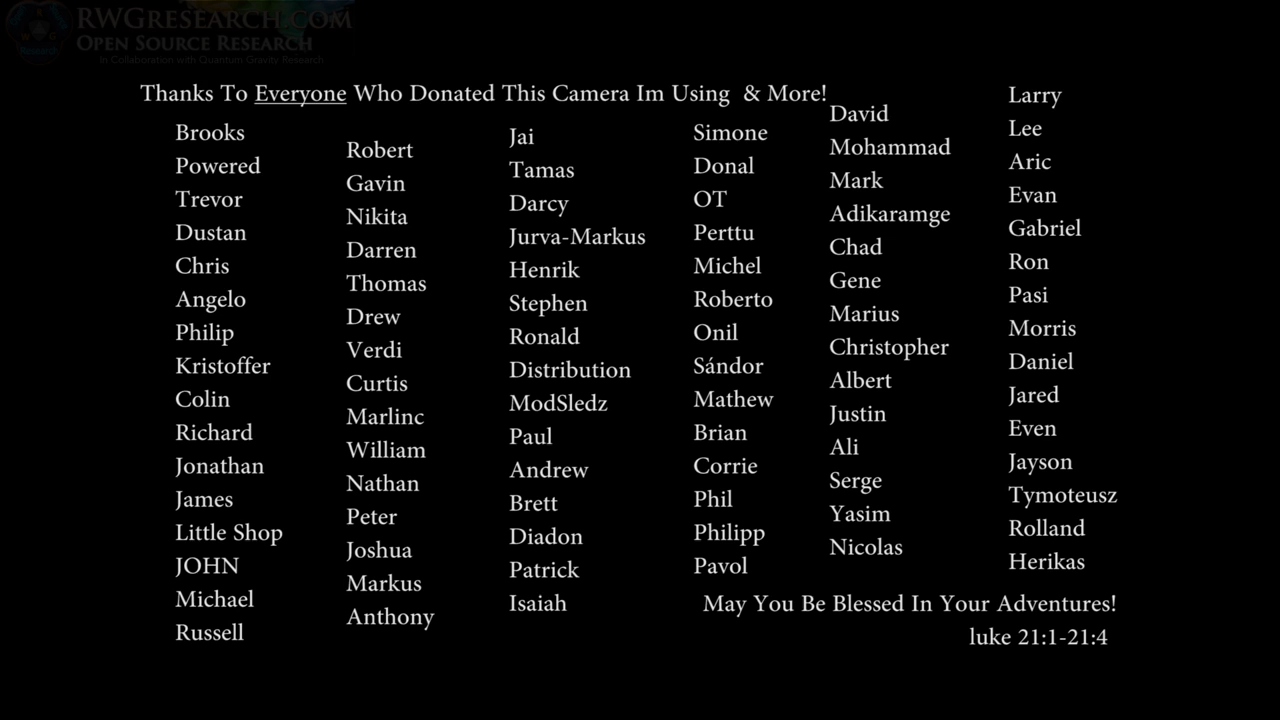 RWGRESEARCH.COM
OPEN SOURCE RESEARCH
In Collaboration with Quantum Gravity Research
Thanks To Everyone Who Donated This Camera Im Using & More!
Brooks
Powered
Trevor
Dustan
Chris
Angelo
Philip
Kristoffer
Colin
Richard
Jonathan
James
Little Shop
JOHN
Michael
Russell
Robert
Gavin
Nikita
Darren
Thomas
Drew
Verdi
Curtis
Marlinc
William
Nathan
Peter
Joshua
Markus
Anthony
Jai
Tamas
Darcy
Jurva-Markus
Henrik
Stephen
Ronald
Distribution
ModSledz
Paul
Andrew
Brett
Diadon
Patrick
Isaiah
Simone
Donal
OT
Perttu
Michel
Roberto
Onil
Sándor
Mathew
Brian
Corrie
Phil
Philipp
Pavol
David
Mohammad
Mark
Adikaramge
Chad
Gene
Marius
Christopher
Albert
Justin
Ali
Serge
Yasim
Nicolas
Larry
Lee
Aric
Evan
Gabriel
Ron
Pasi
Morris
Daniel
Jared
Even
Jayson
Tymoteusz
Rolland
Herikas
May You Be Blessed In Your Adventures!
luke 21:1-21:4